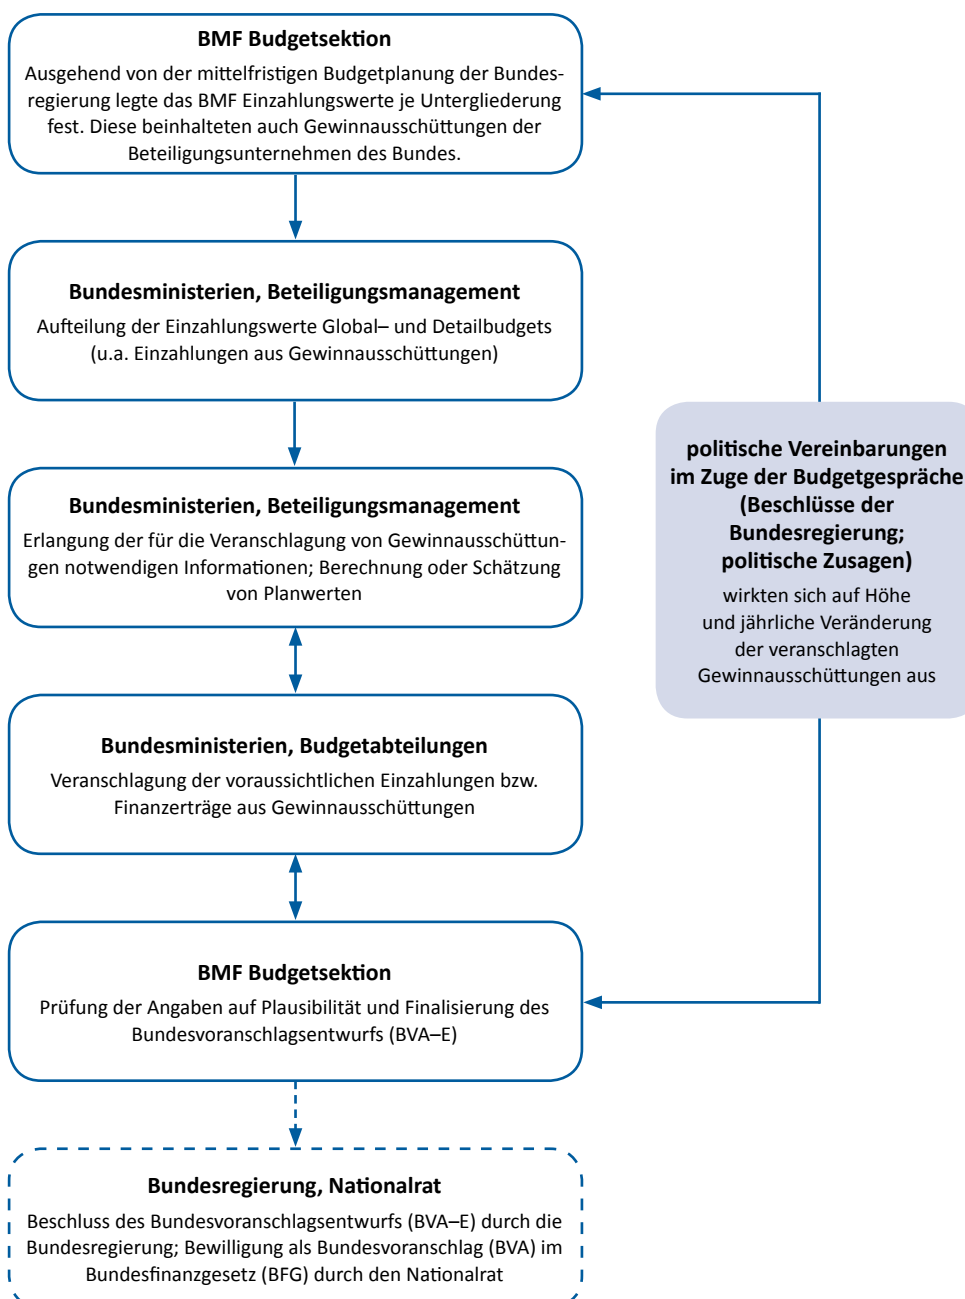 BMF Budgetsektion
Ausgehend von der mittelfristigen Budgetplanung der Bundes-
regierung legte das BMF Einzahlungswerte je Untergliederung
fest. Diese beinhalteten auch Gewinnausschüttungen der
Beteiligungsunternehmen des Bundes.
Bundesministerien, Beteiligungsmanagement
Aufteilung der Einzahlungswerte Global– und Detailbudgets
(u.a. Einzahlungen aus Gewinnausschüttungen)
Bundesministerien, Beteiligungsmanagement
Erlangung der für die Veranschlagung von Gewinnausschüttun-
gen notwendigen Informationen; Berechnung oder Schätzung
von Planwerten
Bundesministerien, Budgetabteilungen
Veranschlagung der voraussichtlichen Einzahlungen bzw.
Finanzerträge aus Gewinnausschüttungen
BMF Budgetsektion
Prüfung der Angaben auf Plausibilität und Finalisierung des
Bundesvoranschlagsentwurfs (BVA–E)
Bundesregierung, Nationalrat
Beschluss des Bundesvoranschlagsentwurfs (BVA–E) durch die
Bundesregierung; Bewilligung als Bundesvoranschlag (BVA) im
Bundesfinanzgesetz (BFG) durch den Nationalrat
politische Vereinbarungen
im Zuge der Budgetgespräche
(Beschlüsse der
Bundesregierung;
politische Zusagen)
wirkten sich auf Höhe
und jährliche Veränderung
der veranschlagten
Gewinnausschüttungen aus